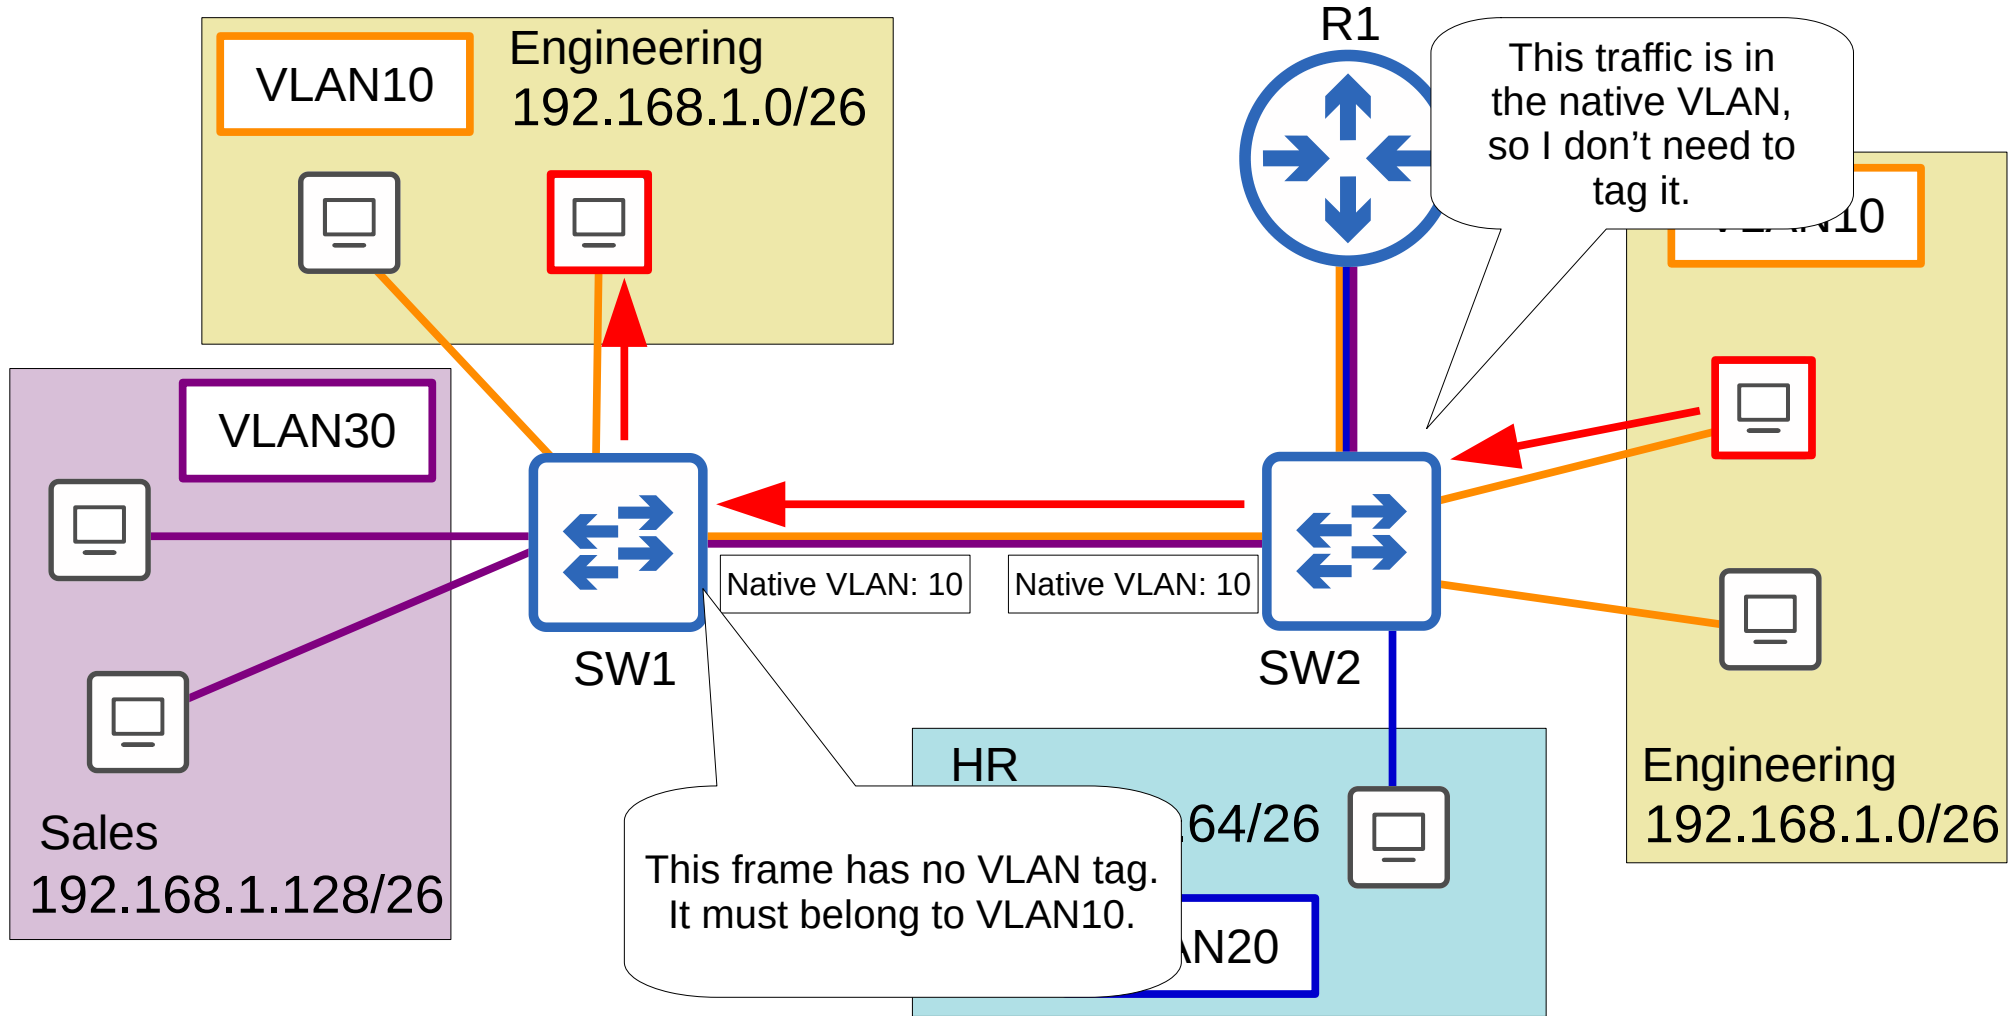 VLAN10
Engineering
192.168.1.0/26
R1
This traffic is in
the native VLAN,
so I don’t need to
tag it.
VLAN30
Native VLAN: 10
Native VLAN: 10
SW1
SW2
Sales
192.168.1.128/26
HR
64/26
This frame has no VLAN tag.
It must belong to VLAN10.
Engineering
192.168.1.0/26